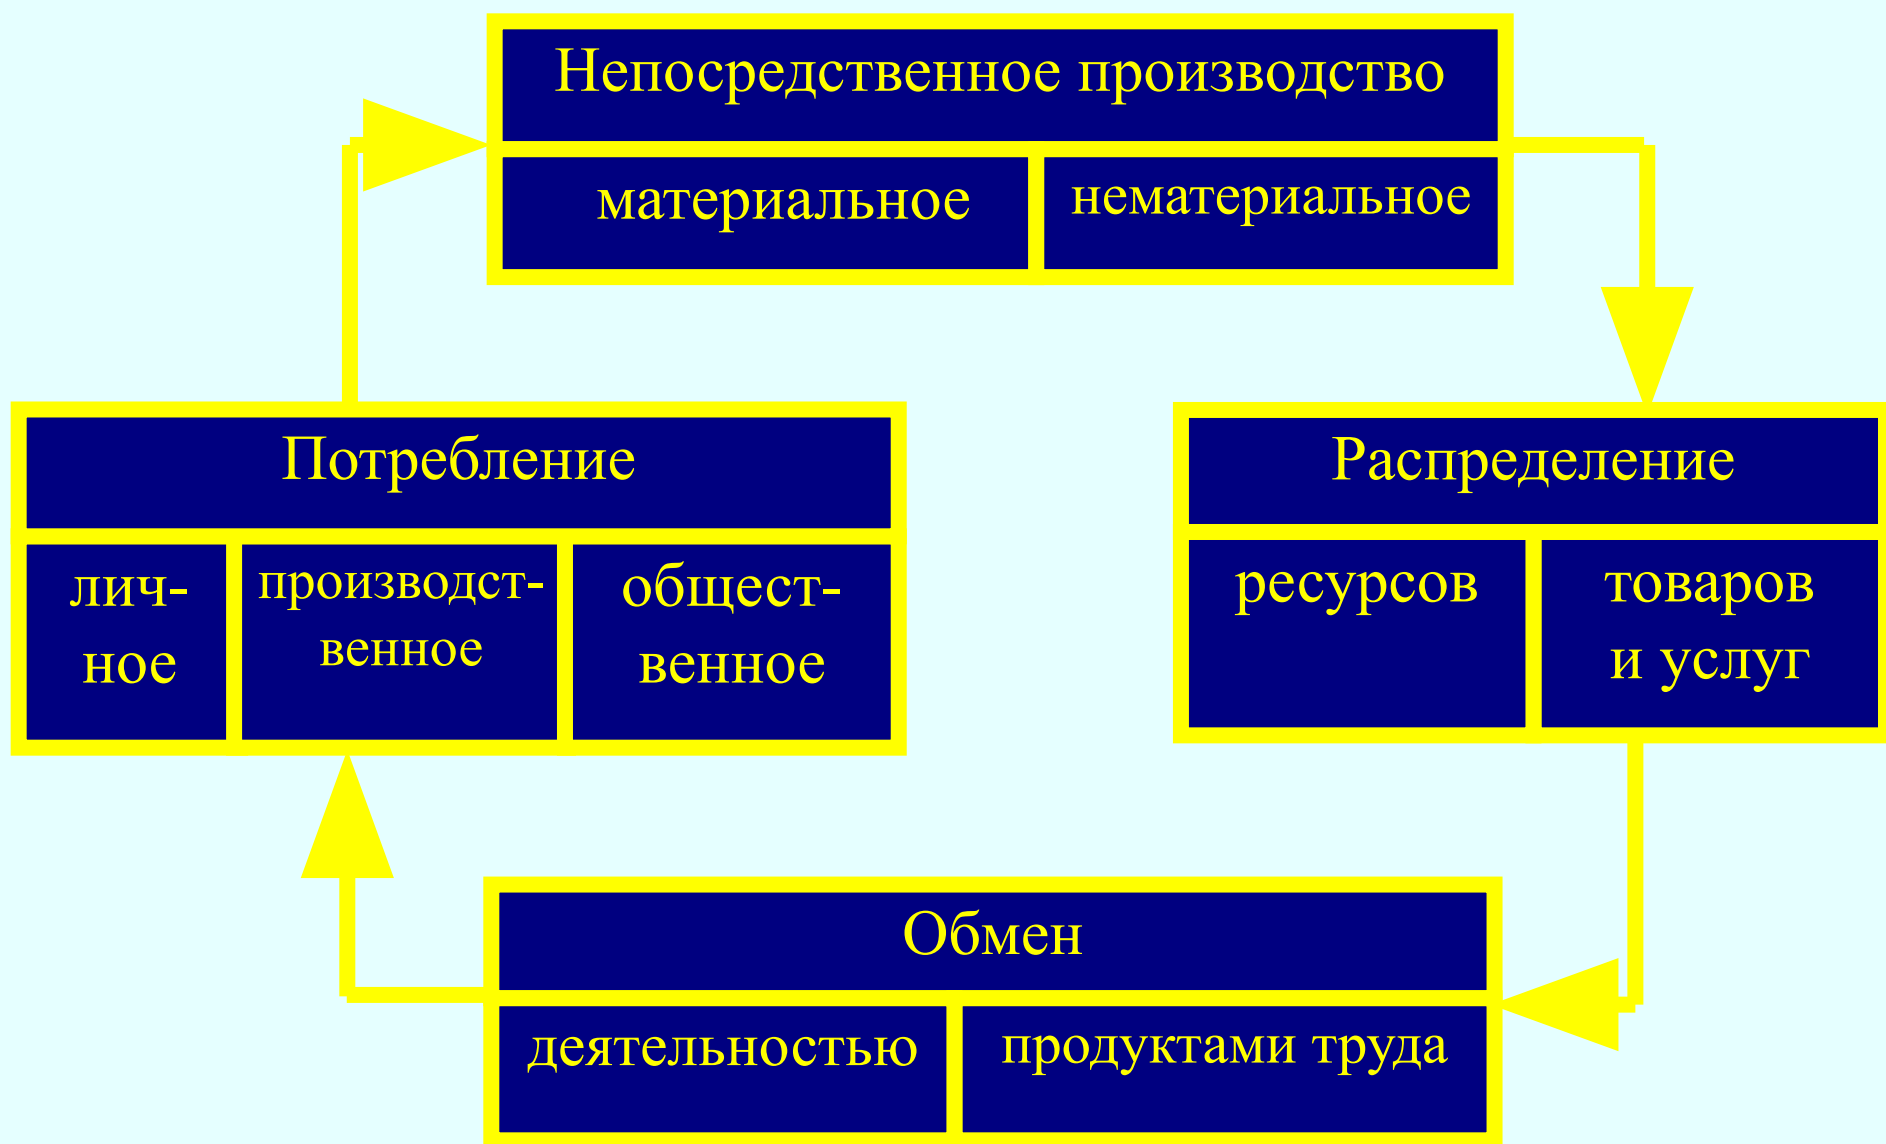 Непосредственное производство
материальное
нематериальное
Потребление
лич-
ное
производст-
венное
общест-
венное
Распределение
ресурсов
товаров
и услуг
Обмен
деятельностью
продуктами труда